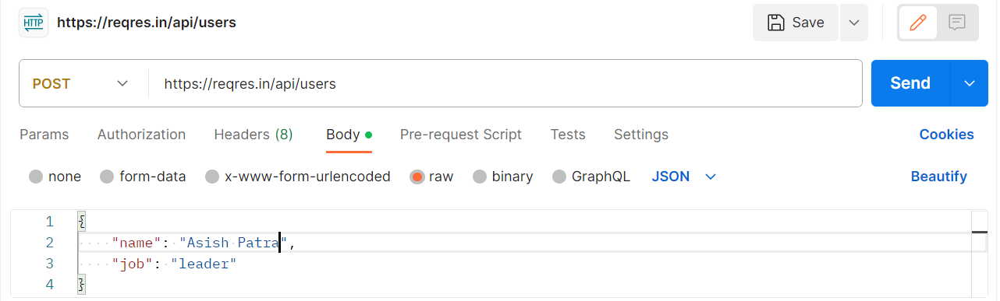 HTTP https://reqres.in/api/users Save
POST https://reqres.in/api/users Send
Params Authorization Headers (8) Body Pre-request Script Tests Settings Cookies
none form-data x-www-form-urlencoded raw binary GraphQL JSON Beautify
1 {
2 "name": "Asish Patra",
3 "job": "leader"
4 }